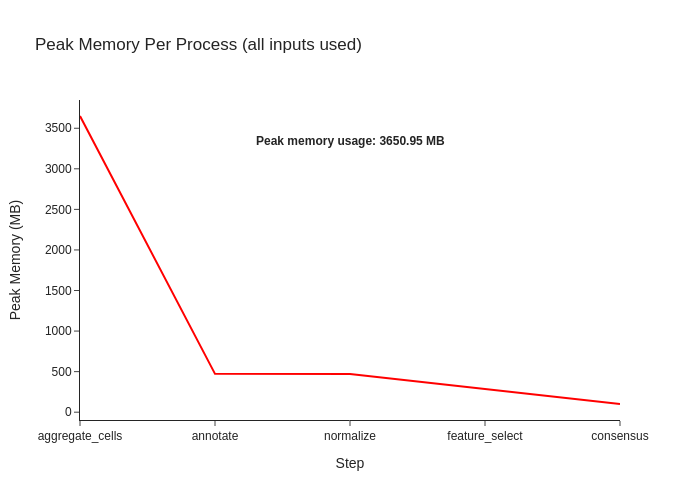 Peak Memory Per Process (all inputs used)
Peak memory usage: 3650.95 MB
Peak Memory (MB)
3500
3000
2500
2000
1500
1000
500
0
aggregate_cells annotate normalize feature_select consensus
Step